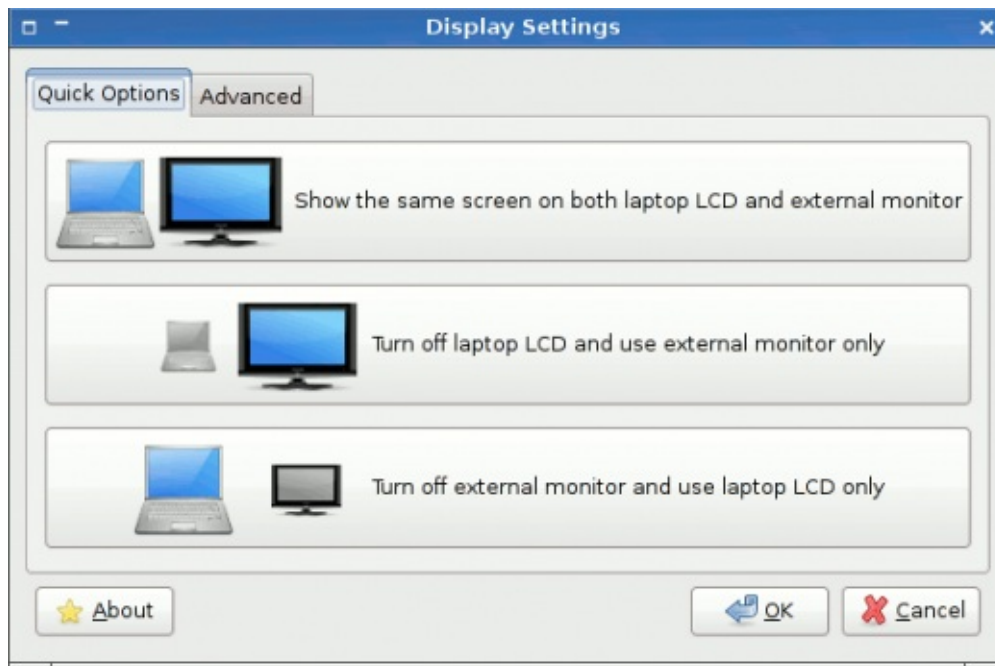 Display Settings
Quick Options
Advanced
Show the same screen on both laptop LCD and external monitor
Turn off laptop LCD and use external monitor only
Turn off external monitor and use laptop LCD only
About
OK
Cancel